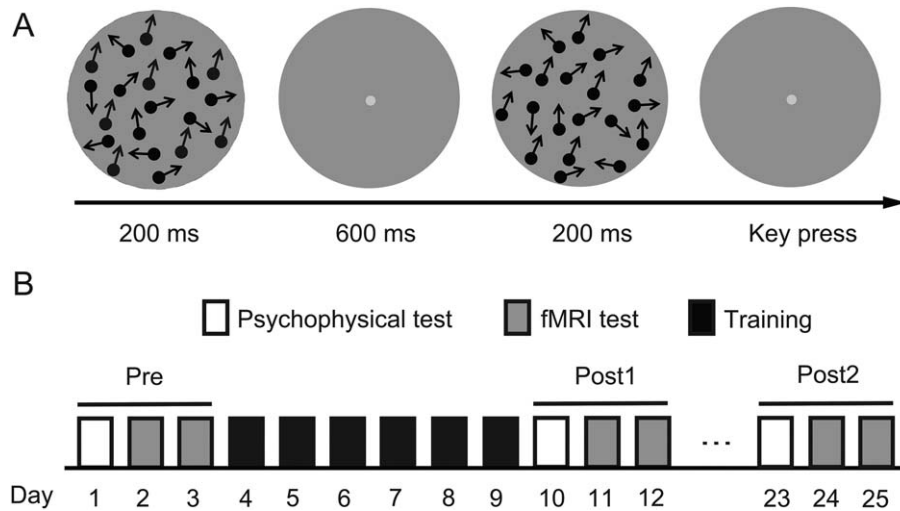 A
200 ms 600 ms 200 ms Key press
B
Psychophysical test fMRI test Training
Pre Post1 Post2
...
Day 1 2 3 4 5 6 7 8 9 10 11 12 23 24 25